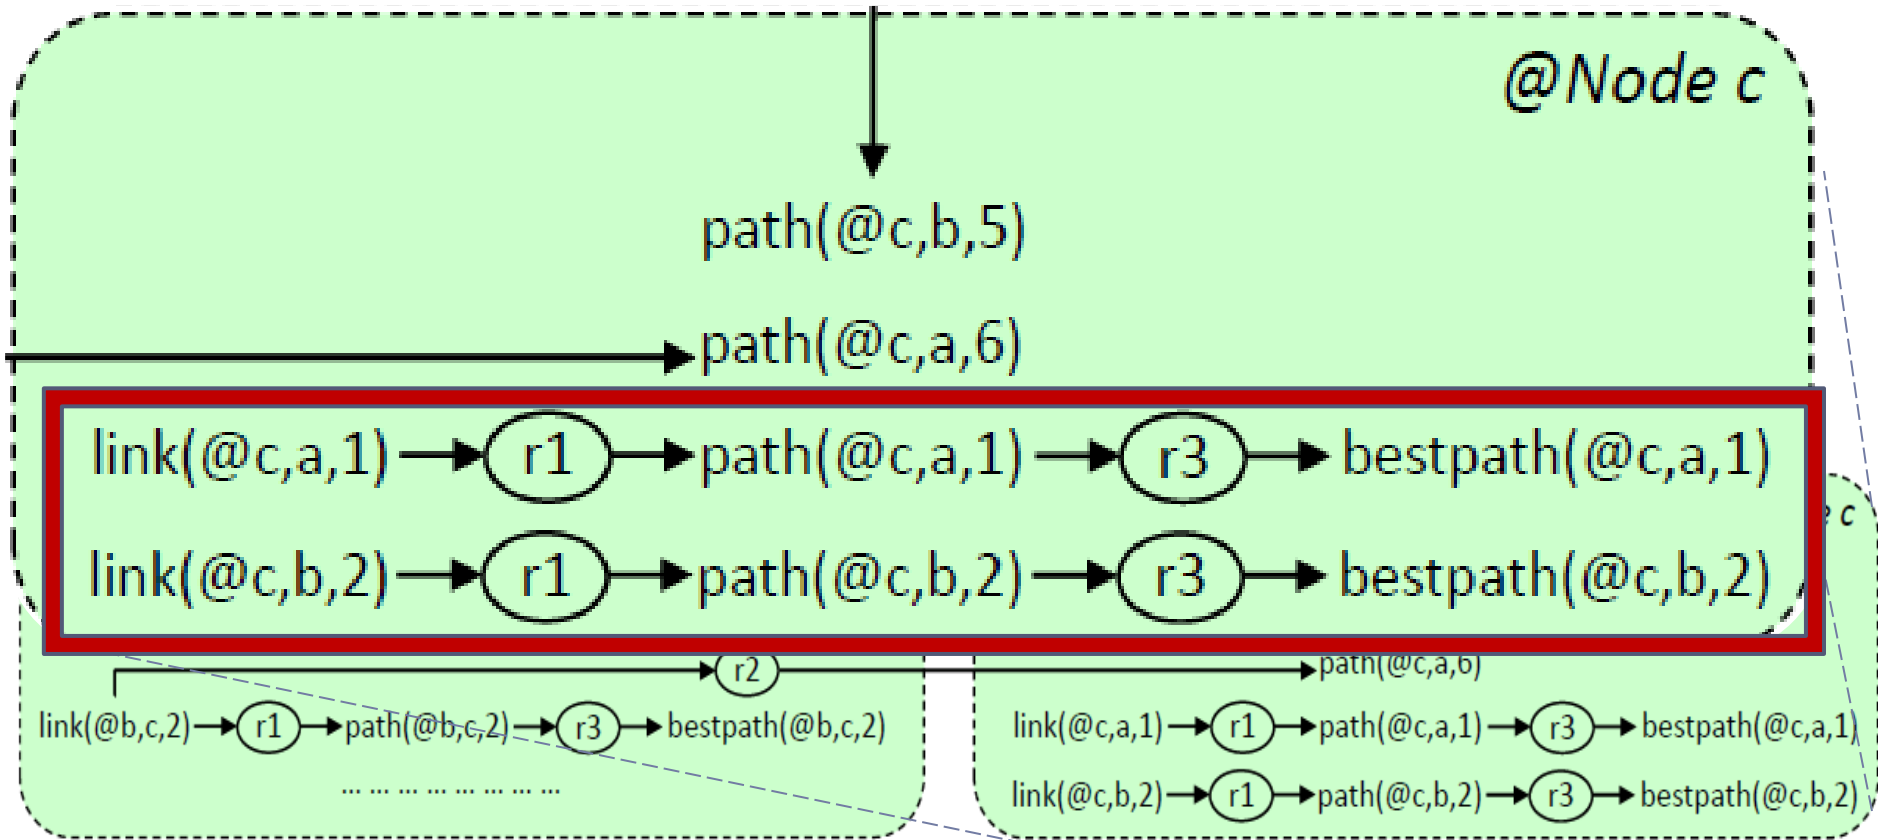 @Node c
path(@c,b,5)
path(@c,a,6)
link(@c,a,1) r1 path(@c,a,1) r3 bestpath(@c,a,1)
link(@c,b,2) r1 path(@c,b,2) r3 bestpath(@c,b,2)
c
r2 path(@c,a,6)
link(@b,c,2) r1 path(@b,c,2) r3 bestpath(@b,c,2)
... ... ... ... ... ... ... ...
link(@c,a,1) r1 path(@c,a,1) r3 bestpath(@c,a,1)
link(@c,b,2) r1 path(@c,b,2) r3 bestpath(@c,b,2)